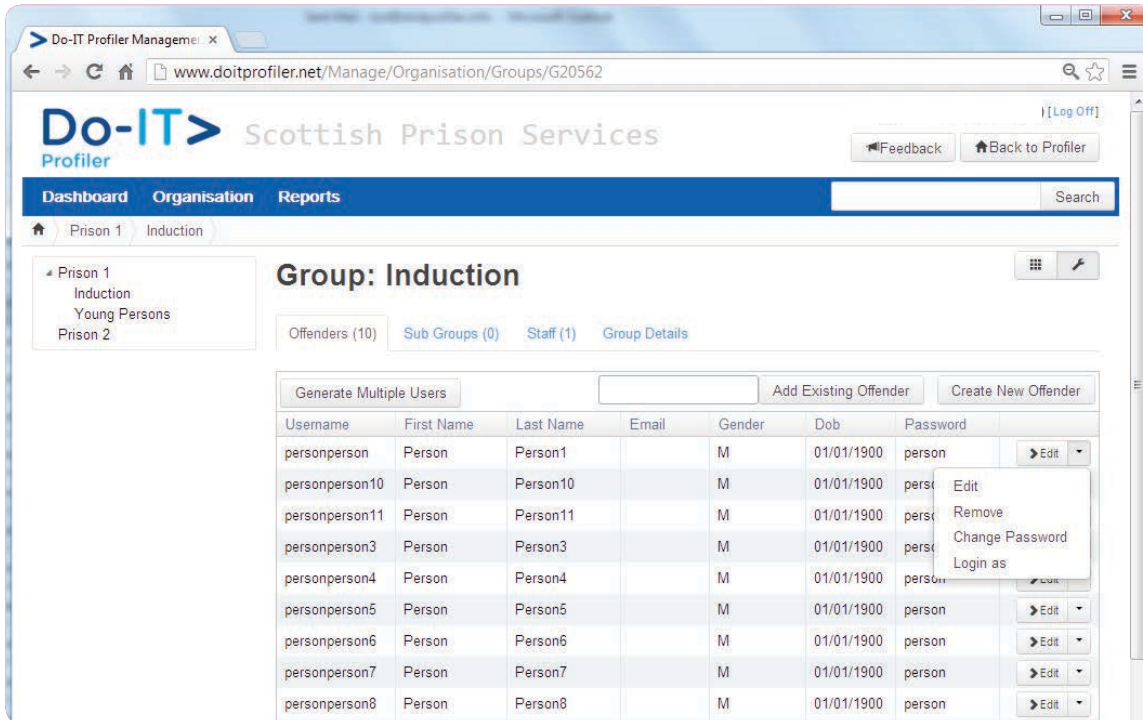 Do-IT Profiler Managemen
www.doitprofiler.net/Manage/Organisation/Groups/G20562
[Log Off]
Do-IT> Scottish Prison Services
Profiler
Feedback Back to Profiler
Dashboard Organisation Reports Search
Prison 1 Induction
Prison 1
Induction
Young Persons
Prison 2
Group: Induction
Offenders (10) Sub Groups (0) Staff (1) Group Details
Generate Multiple Users Add Existing Offender Create New Offender
Username First Name Last Name Email Gender Dob Password
personperson Person Person1 M 01/01/1900 person Edit
personperson10 Person Person10 M 01/01/1900 perso
personperson11 Person Person11 M 01/01/1900 perso
personperson3 Person Person3 M 01/01/1900 perso
personperson4 Person Person4 M 01/01/1900 person Edit
Edit
Remove
Change Password
Login as
personperson5 Person Person5 M 01/01/1900 person Edit
personperson6 Person Person6 M 01/01/1900 person Edit
personperson7 Person Person7 M 01/01/1900 person Edit
personperson8 Person Person8 M 01/01/1900 person Edit